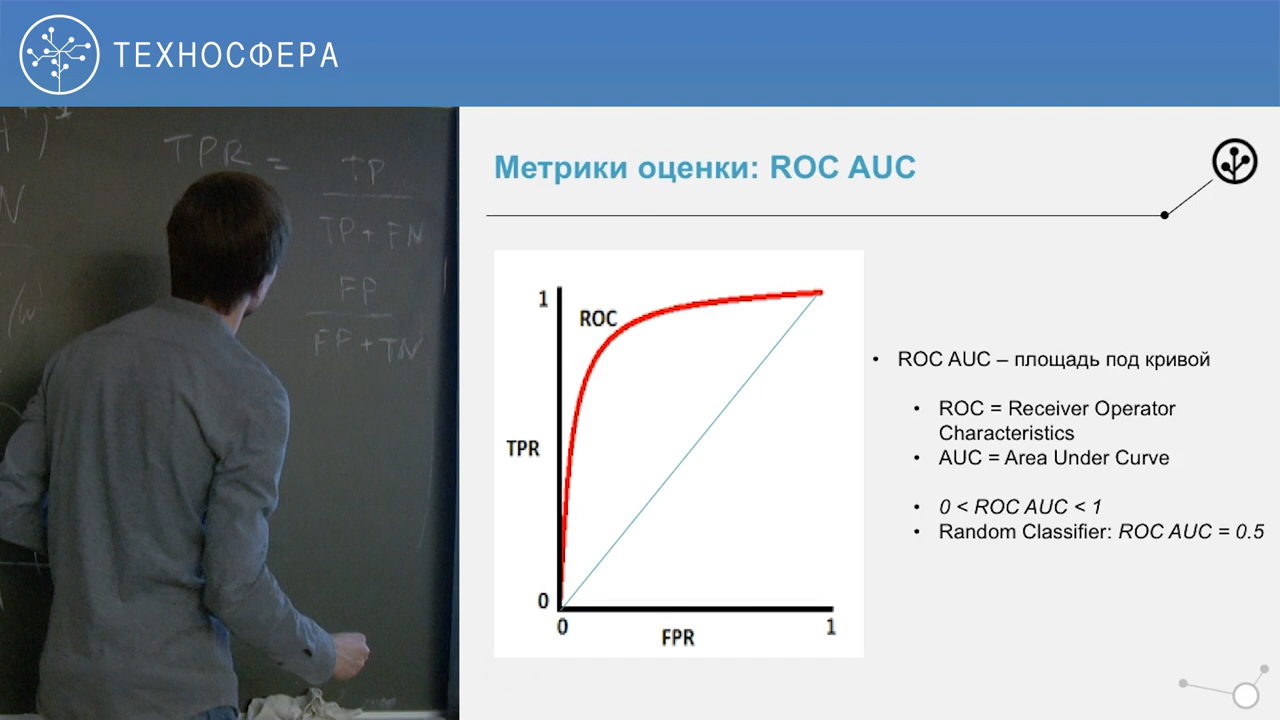 ТЕХНОСФЕРА
TPR =
TP
TP + FN
FP
FP + TN
N
Метрики оценки: ROC AUC
1
ROC
TPR
0
0
FPR
1
• ROC AUC – площадь под кривой
• ROC = Receiver Operator
Characteristics
• AUC = Area Under Curve
• 0 < ROC AUC < 1
• Random Classifier: ROC AUC = 0.5